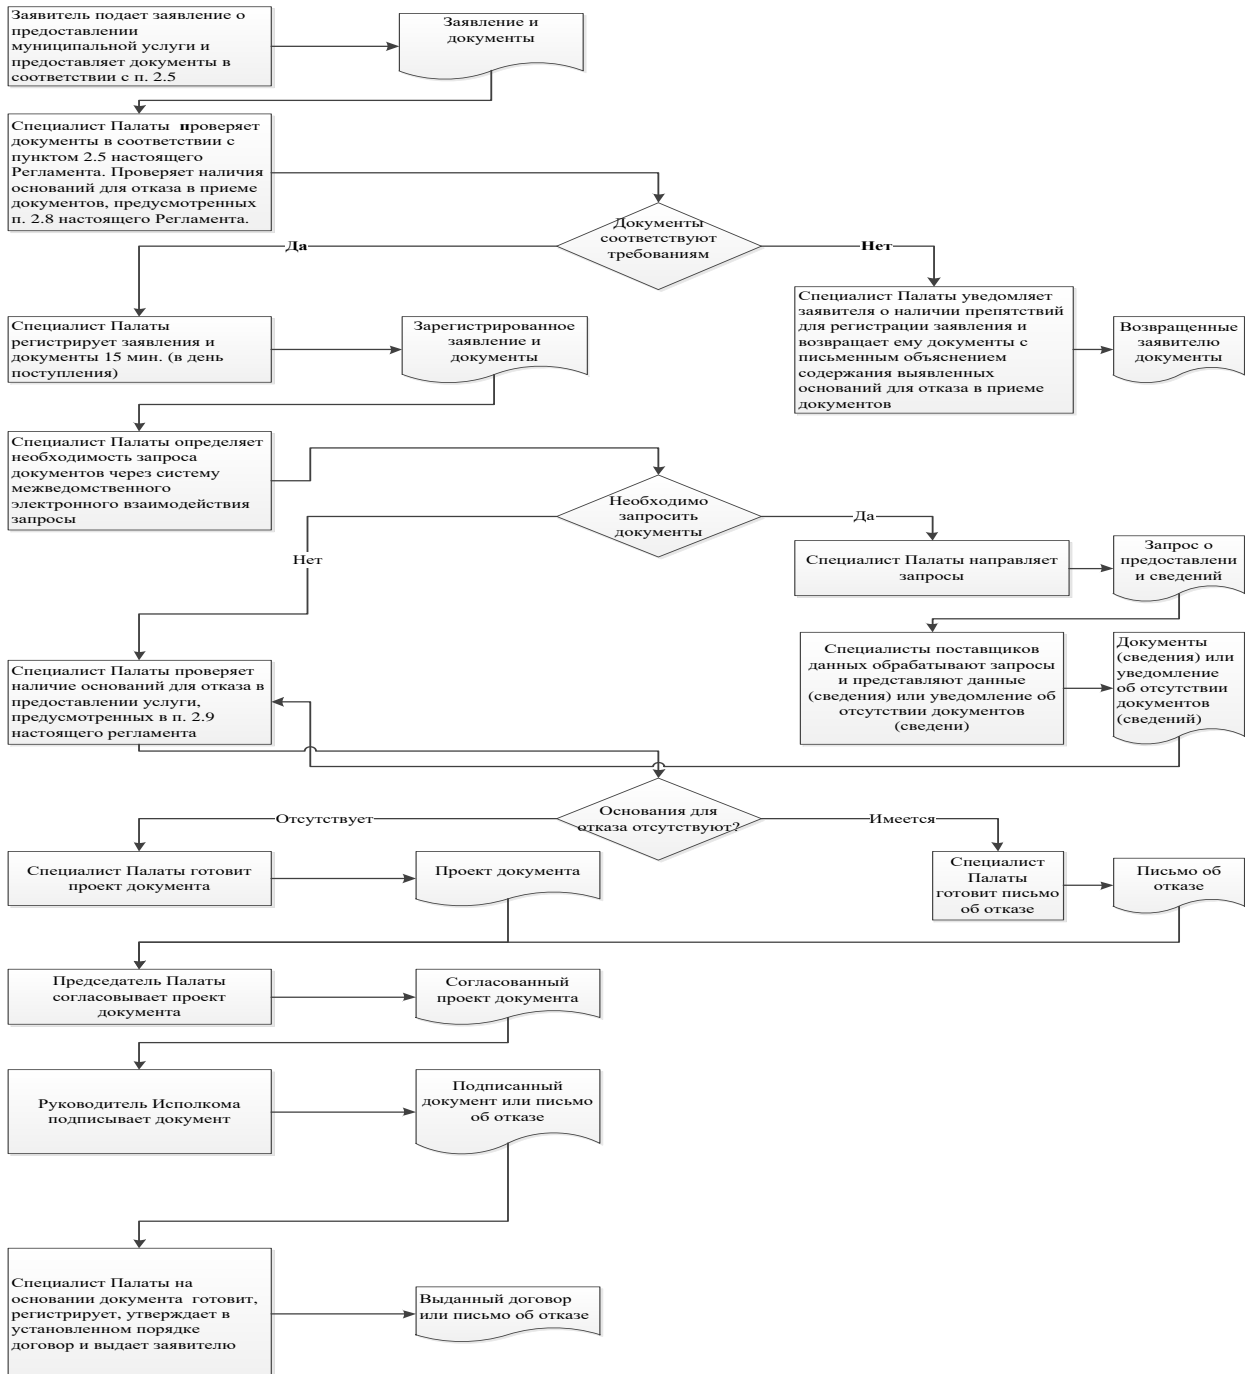 Заявитель подает заявление о
предоставлении
муниципальной услуги и
предоставляет документы в
соответствии с п. 2.5
Заявление и
документы
Специалист Палаты проверяет
документы в соответствии с
пунктом 2.5 настоящего
Регламента. Проверяет наличия
оснований для отказа в приеме
документов, предусмотренных
п. 2.8 настоящего Регламента.
Документы
соответствуют
требованиям
Да
Нет
Специалист Палаты
регистрирует заявления и
документы 15 мин. (в день
поступления)
Зарегистрированное
заявление и
документы
Специалист Палаты уведомляет
заявителя о наличии препятствий
для регистрации заявления и
возвращает ему документы с
письменным объяснением
содержания выявленных
оснований для отказа в приеме
документов
Возвращенные
заявителю
документы
Специалист Палаты определяет
необходимость запроса
документов через систему
межведомственного
электронного взаимодействия
запросы
Необходимо
запросить
документы
Да
Нет
Специалист Палаты направляет
запросы
Запрос о
предоставлени
и сведений
Специалисты поставщиков
данных обрабатывают запросы
и представляют данные
(сведения) или уведомление об
отсутствии документов
(сведени)
Документы
(сведения) или
уведомление
об отсутствии
документов
(сведений)
Специалист Палаты проверяет
наличие оснований для отказа в
предоставлении услуги,
предусмотренных в п. 2.9
настоящего регламента
Основания для
отказа отсутствуют?
Отсутствует
Имеется
Специалист Палаты готовит
проект документа
Проект документа
Специалист
Палаты
готовит письмо
об отказе
Письмо об
отказе
Председатель Палаты
согласовывает проект
документа
Согласованный
проект документа
Руководитель Исполкома
подписывает документ
Подписанный
документ или письмо
об отказе
Специалист Палаты на
основании документа готовит,
регистрирует, утверждает в
установленном порядке
договор и выдает заявителю
Выданный договор
или письмо об отказе